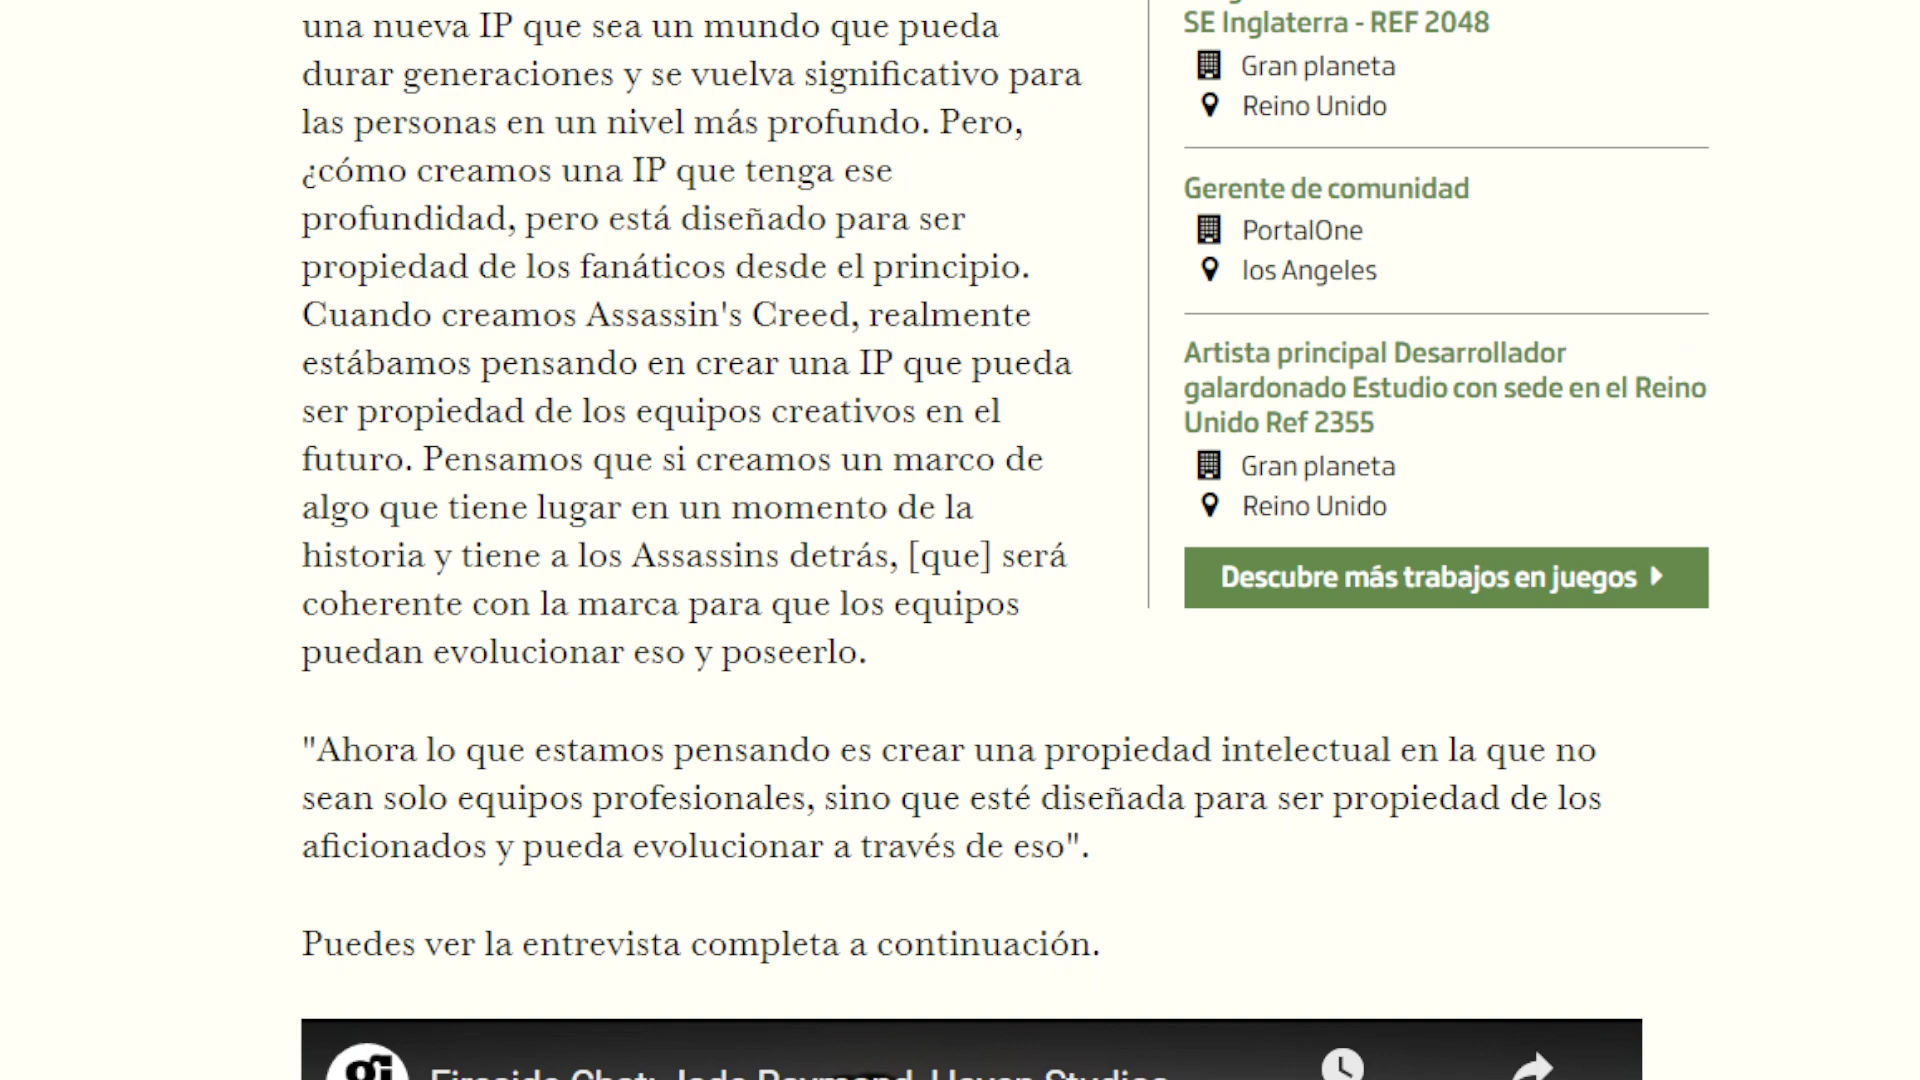 una nueva IP que sea un mundo que pueda
durar generaciones y se vuelva significativo para
las personas en un nivel más profundo. Pero,
¿cómo creamos una IP que tenga ese
profundidad, pero está diseñado para ser
propiedad de los fanáticos desde el principio.
Cuando creamos Assassin's Creed, realmente
estábamos pensando en crear una IP que pueda
ser propiedad de los equipos creativos en el
futuro. Pensamos que si creamos un marco de
algo que tiene lugar en un momento de la
historia y tiene a los Assassins detrás, [que] será
coherente con la marca para que los equipos
puedan evolucionar eso y poseerlo.
"Ahora lo que estamos pensando es crear una propiedad intelectual en la que no
sean solo equipos profesionales, sino que esté diseñada para ser propiedad de los
aficionados y pueda evolucionar a través de eso".
Puedes ver la entrevista completa a continuación.
SE Inglaterra - REF 2048
Gran planeta
Reino Unido
Gerente de comunidad
PortalOne
los Angeles
Artista principal Desarrollador
galardonado Estudio con sede en el Reino
Unido Ref 2355
Gran planeta
Reino Unido
Descubre más trabajos en juegos
gi
Fireside Chat: Jade Raymond, Haven Studios